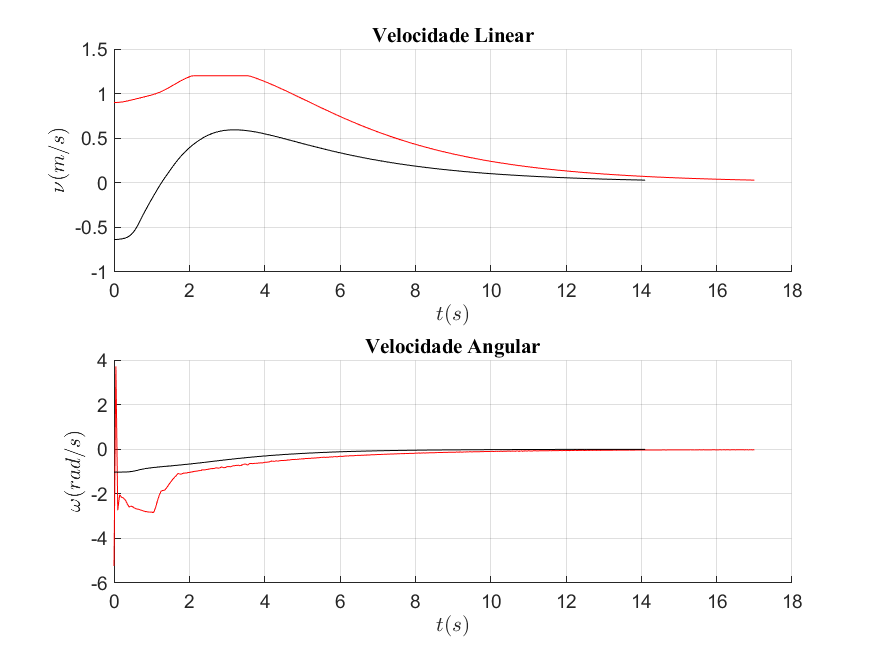 Velocidade Linear
1.5
1
0.5
0
-0.5
-1
ν(m/s)
0 2 4 6 8 10 12 14 16 18
t(s)
Velocidade Angular
4
2
0
-2
-4
-6
ω(rad/s)
0 2 4 6 8 10 12 14 16 18
t(s)